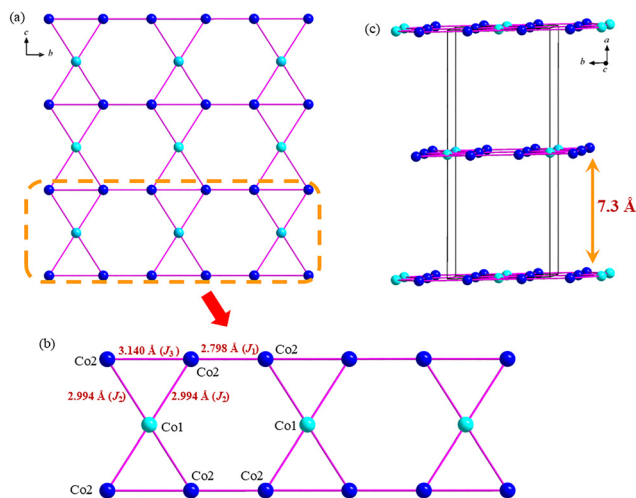 (a)
c
b
(c)
a
b
c
7.3 Å
(b)
Co2
3.140 Å (J3)
2.798 Å (J1)
Co2
Co2
2.994 Å (J2)
2.994 Å (J2)
Co1
Co1
Co2
Co2
Co2